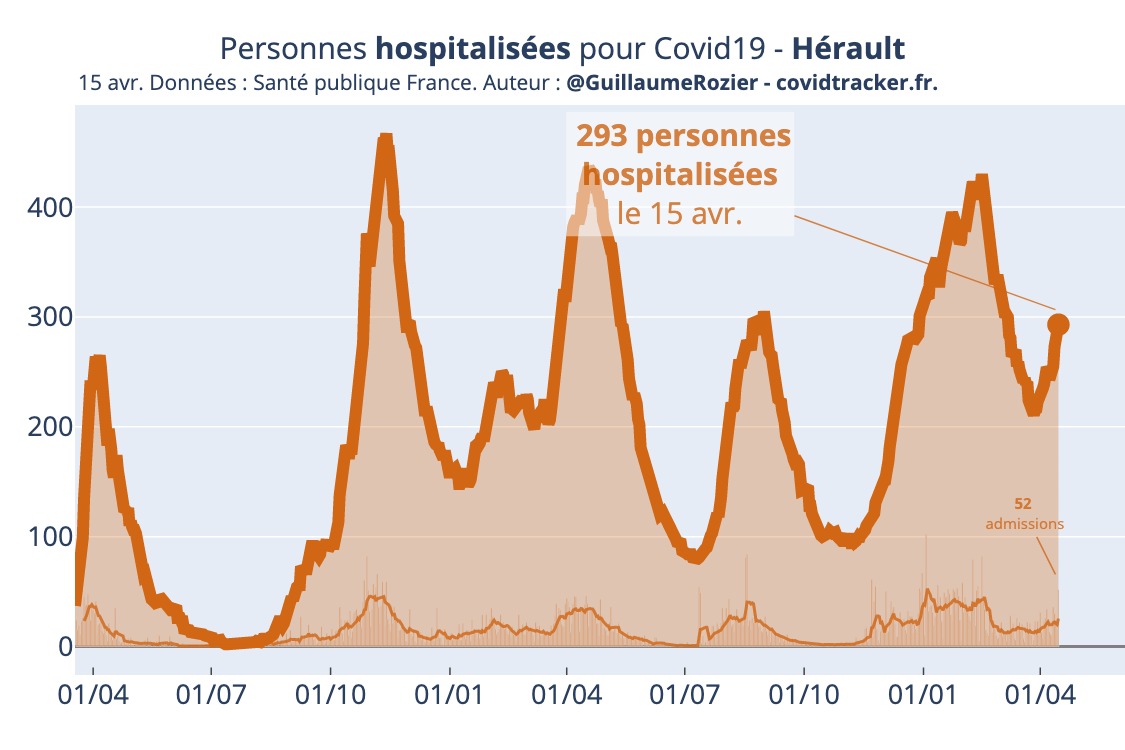 Personnes hospitalisées pour Covid19 - Hérault
15 avr. Données : Santé publique France. Auteur : @GuillaumeRozier - covidtracker.fr.
293 personnes
hospitalisées
le 15 avr.
400
300
200
100
0
52
admissions
01/04 01/07 01/10 01/01 01/04 01/07 01/10 01/01 01/04